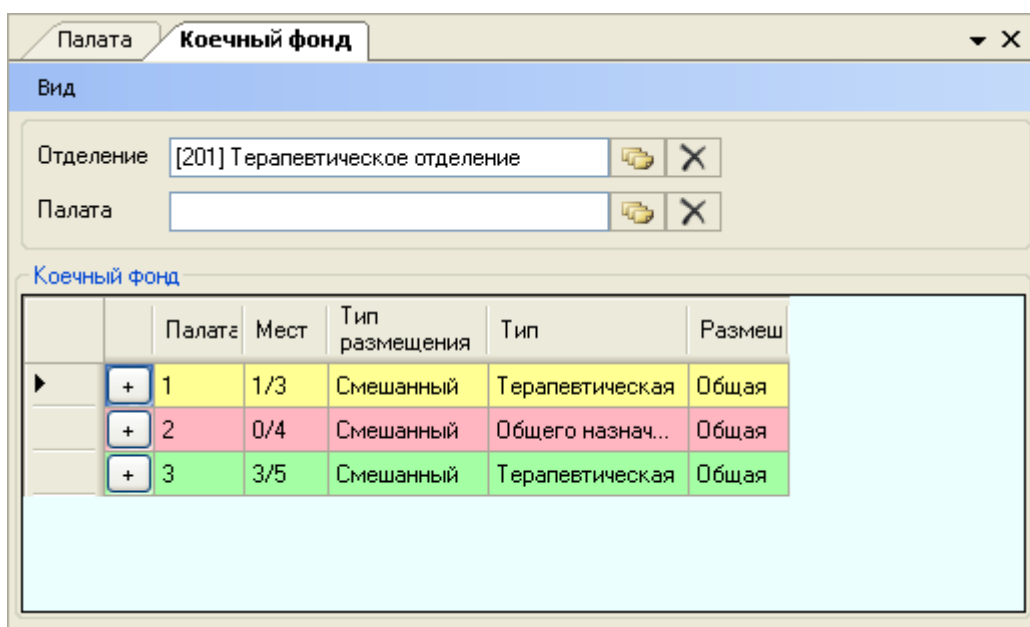 Палата Коечный фонд
Вид
Отделение [201] Терапевтическое отделение
Палата
Коечный фонд
Палата Мест Тип размещения Тип Размещ
+ 1 1/3 Смешанный Терапевтическая Общая
+ 2 0/4 Смешанный Общего назнач... Общая
+ 3 3/5 Смешанный Терапевтическая Общая